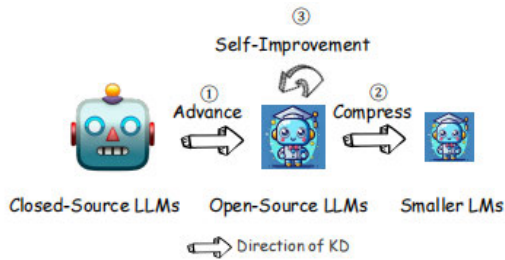 ③
Self-Improvement
①
Advance
②
Compress
Closed-Source LLMs
Open-Source LLMs
Smaller LMs
Direction of KD